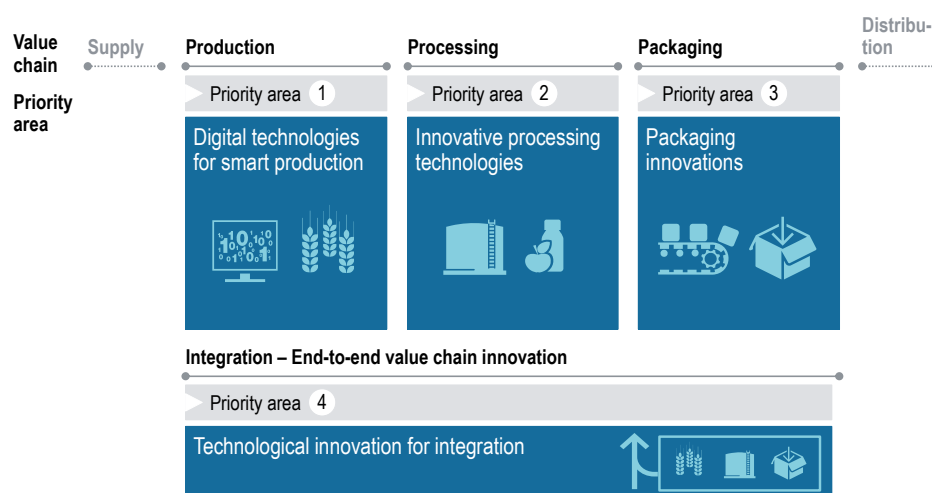 Value
chain
Supply
Production
Processing
Packaging
Distribu-
tion
Priority
area
Priority area 1
Priority area 2
Priority area 3
Digital technologies
for smart production
Innovative processing
technologies
Packaging
innovations
Integration – End-to-end value chain innovation
Priority area 4
Technological innovation for integration